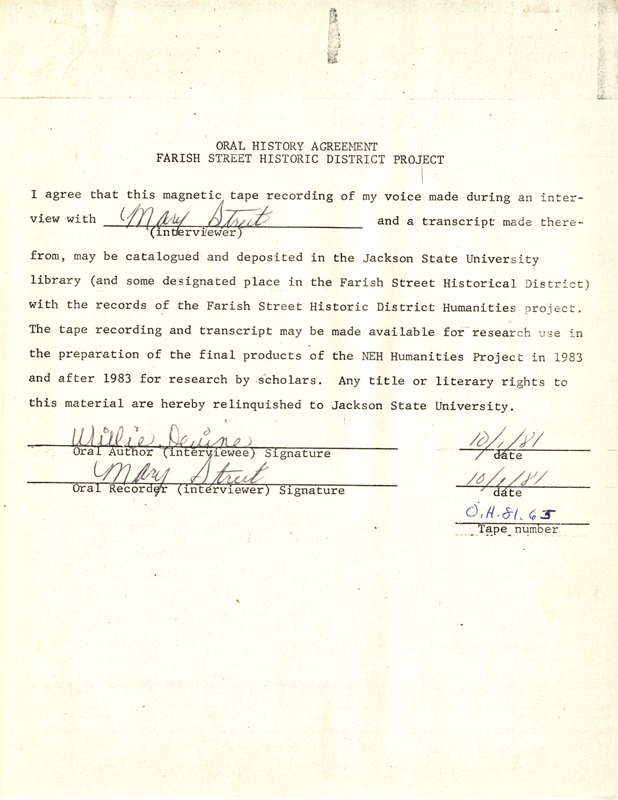 ORAL HISTORY AGREEMENT
FARISH STREET HISTORIC DISTRICT PROJECT
I agree that this magnetic tape recording of my voice made during an inter-
view with Mary Street and a transcript made there-
(interviewer)
from, may be catalogued and deposited in the Jackson State University
library (and some designated place in the Farish Street Historical District)
with the records of the Farish Street Historic District Humanities project.
The tape recording and transcript may be made available for research use in
the preparation of the final products of the NEH Humanities Project in 1983
and after 1983 for research by scholars. Any title or literary rights to
this material are hereby relinquished to Jackson State University.
Willie Devine 10/1/81
Oral Author (interviewee) Signature date
Mary Street 10/1/81
Oral Recorder (interviewer) Signature date
O.H.81.65
Tape number